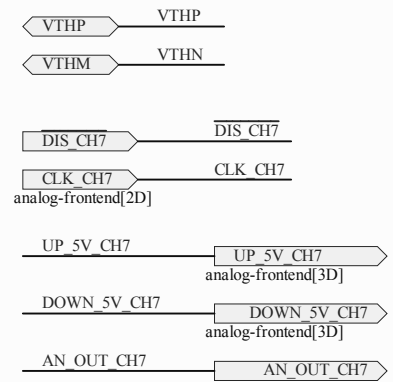 VTHP VTHP
VTHM VTHN
DIS_CH7 DIS_CH7
CLK_CH7 CLK_CH7
analog-frontend[2D]
UP_5V_CH7 UP_5V_CH7
analog-frontend[3D]
DOWN_5V_CH7 DOWN_5V_CH7
analog-frontend[3D]
AN_OUT_CH7 AN_OUT_CH7